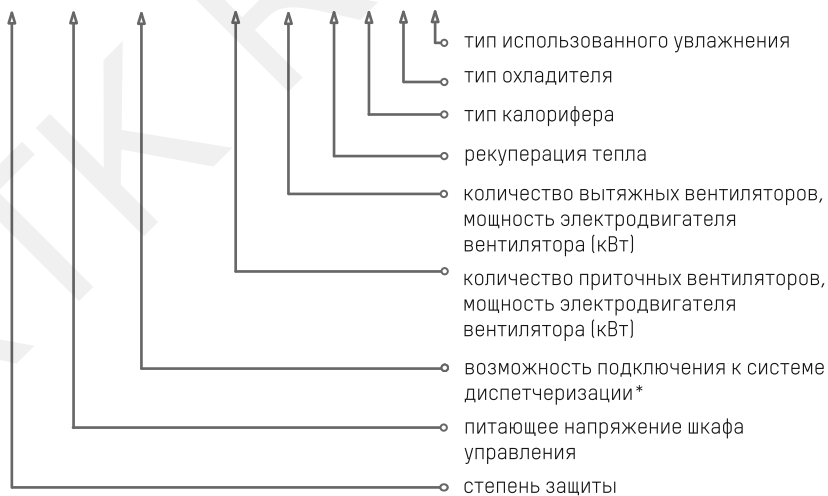 тип использованного увлажнения
тип охладителя
тип калорифера
рекуперация тепла
количество вытяжных вентиляторов,
мощность электродвигателя
вентилятора (кВт)
количество приточных вентиляторов,
мощность электродвигателя
вентилятора (кВт)
возможность подключения к системе
диспетчеризации*
питающее напряжение шкафа
управления
степень защиты